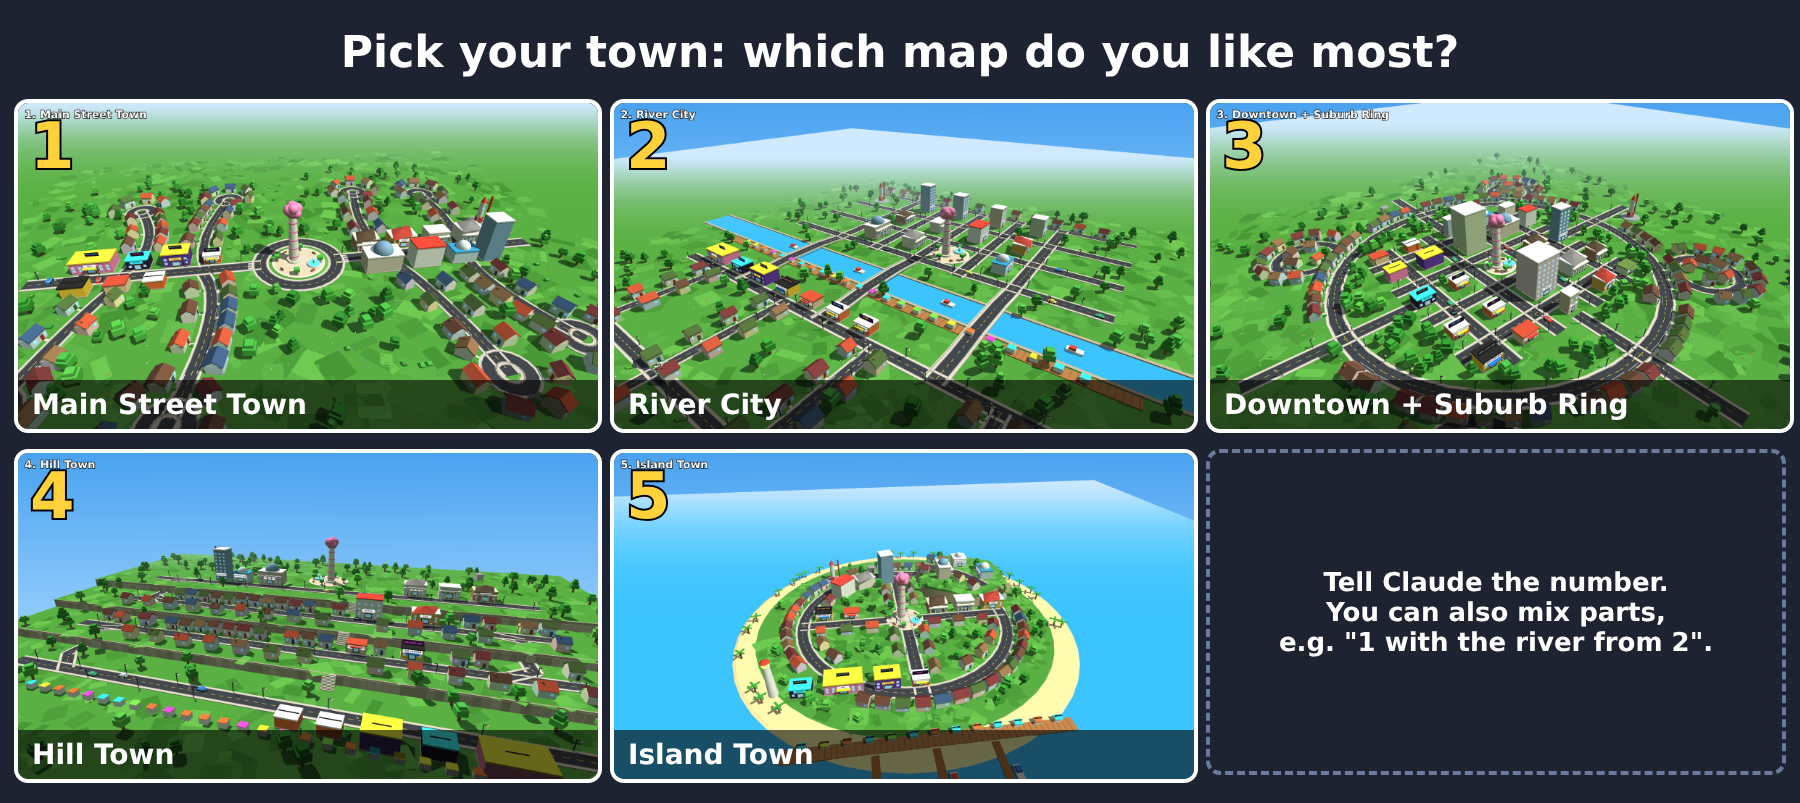 Pick your town: which map do you like most?
1. Main Street Town
1
Main Street Town
2. River City
2
River City
3. Downtown + Suburb Ring
3
Downtown + Suburb Ring
4. Hill Town
4
Hill Town
5. Island Town
5
Island Town
Tell Claude the number.
You can also mix parts,
e.g. "1 with the river from 2".